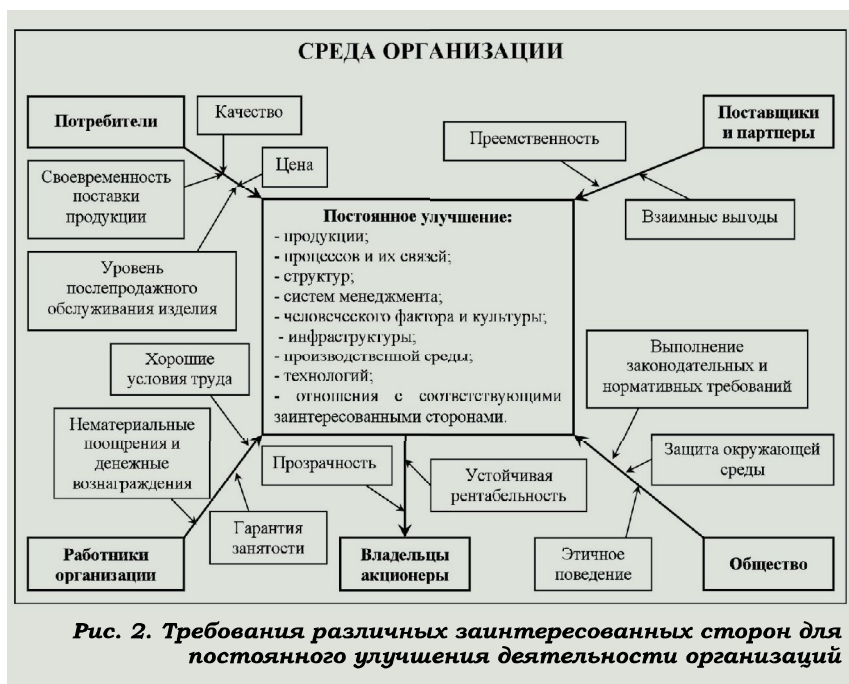 СРЕДА ОРГАНИЗАЦИИ
Потребители
Качество
Цена
Своевременность
поставки
продукции
Уровень
послепродажного
обслуживания изделия
Поставщики
и партнеры
Преемственность
Взаимные выгоды
Постоянное улучшение:
- продукции;
- процессов и их связей;
- структур;
- систем менеджмента;
- человеческого фактора и культуры;
- инфраструктуры;
- производственной среды;
- технологий;
- отношения с соответствующими
заинтересованными сторонами.
Хорошие
условия труда
Нематериальные
поощрения и
денежные
вознаграждения
Гарантия
занятости
Работники
организации
Прозрачность
Устойчивая
рентабельность
Владельцы
акционеры
Выполнение
законодательных и
нормативных требований
Защита окружающей
среды
Этичное
поведение
Общество
Рис. 2. Требования различных заинтересованных сторон для
постоянного улучшения деятельности организаций